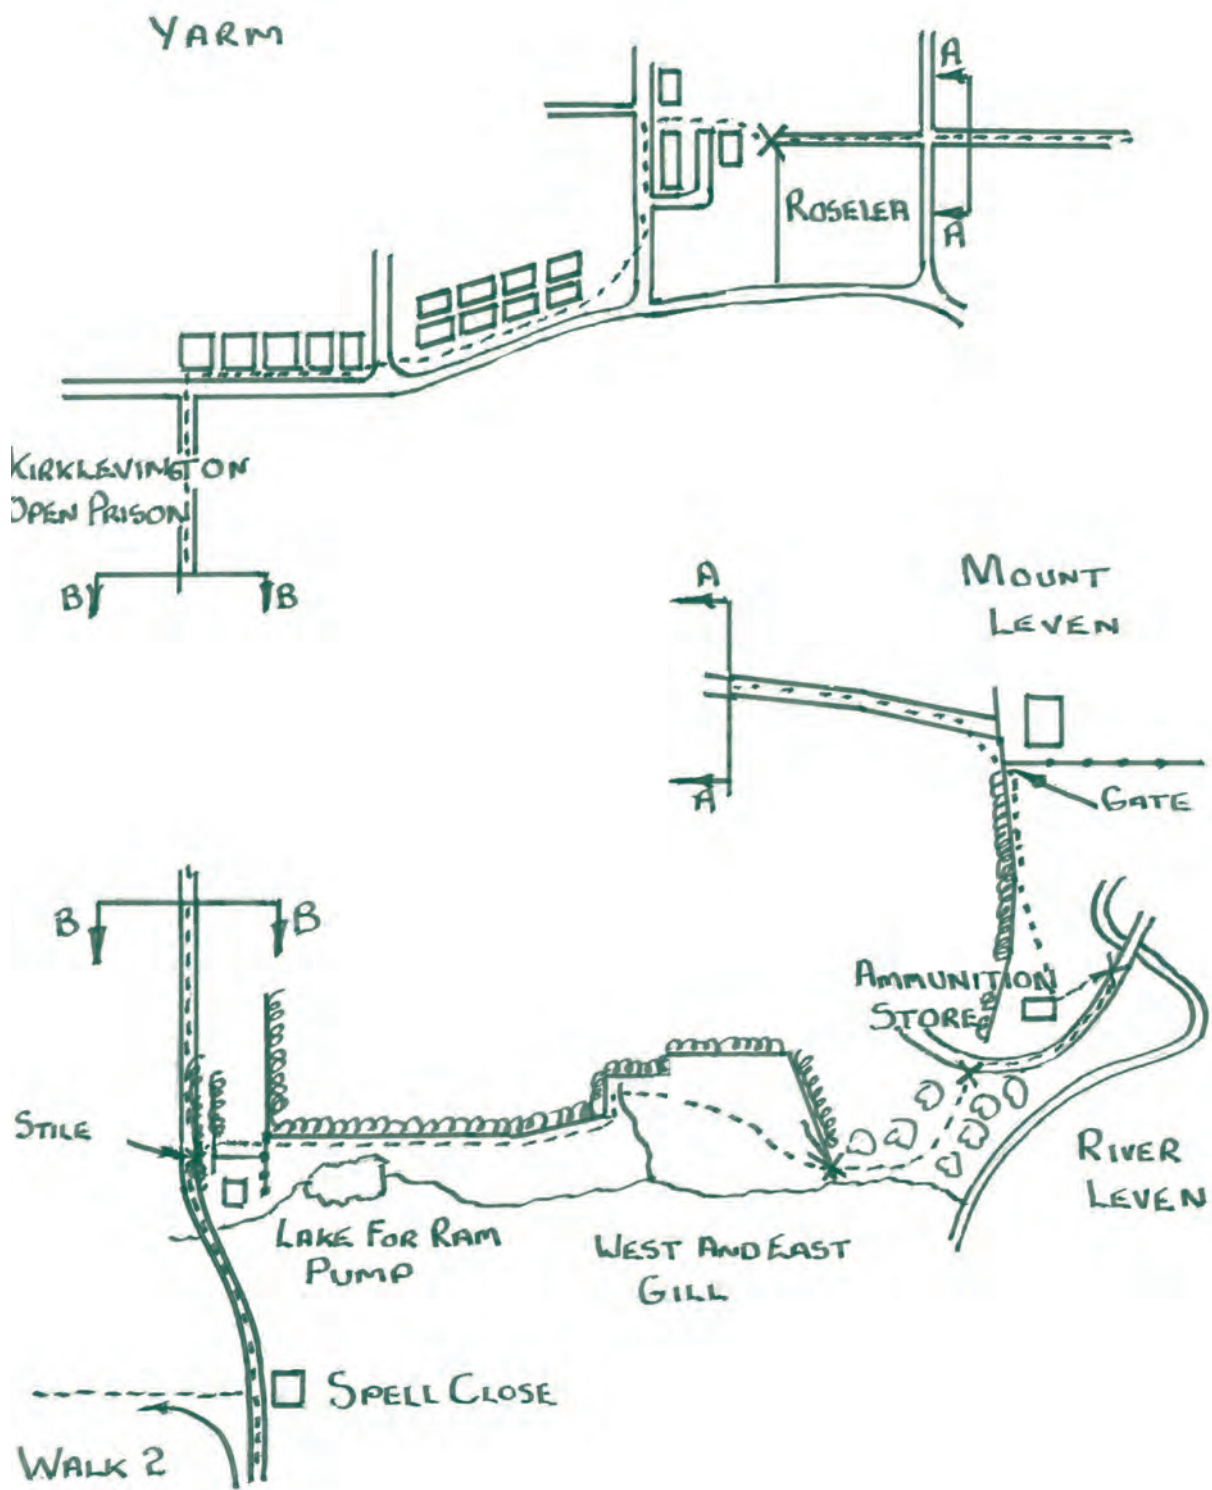 YARM
A
ROSELEA
A
KIRKLEVINGTON
OPEN PRISON
B B
A
MOUNT
LEVEN
A
GATE
B B
AMMUNITION
STORE
STILE
RIVER
LEVEN
LAKE FOR RAM
PUMP
WEST AND EAST
GILL
SPELL CLOSE
WALK 2